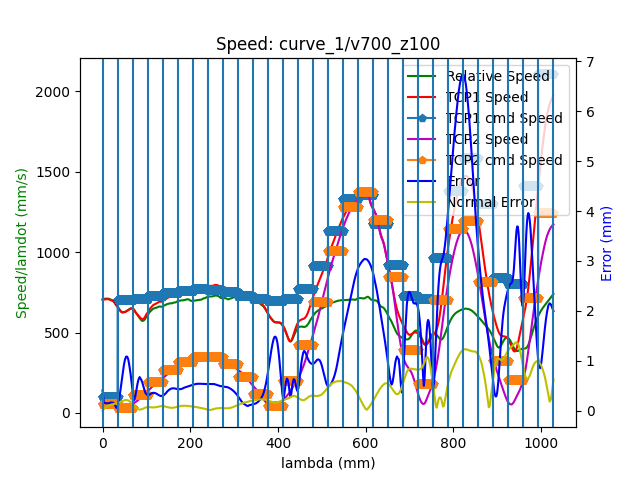 Speed: curve_1/v700_z100
Speed/lamdot (mm/s)
2000
1500
1000
500
0
Relative Speed
TCP1 Speed
TCP1 cmd Speed
TCP2 Speed
TCP2 cmd Speed
Error
Normal Error
7
6
5
4
3
2
1
0
Error (mm)
0
200
400
600
800
1000
lambda (mm)